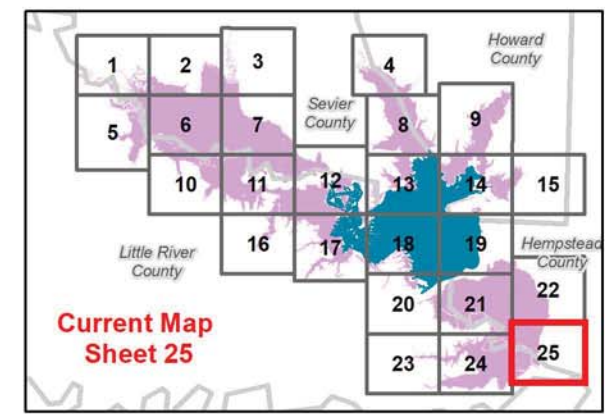 Howard
County
1
2
3
4
Sevier
County
5
6
7
8
9
10
11
12
13
14
15
Little River
County
16
17
18
19
Hempstead
County
20
21
22
Current Map
Sheet 25
23
24
25